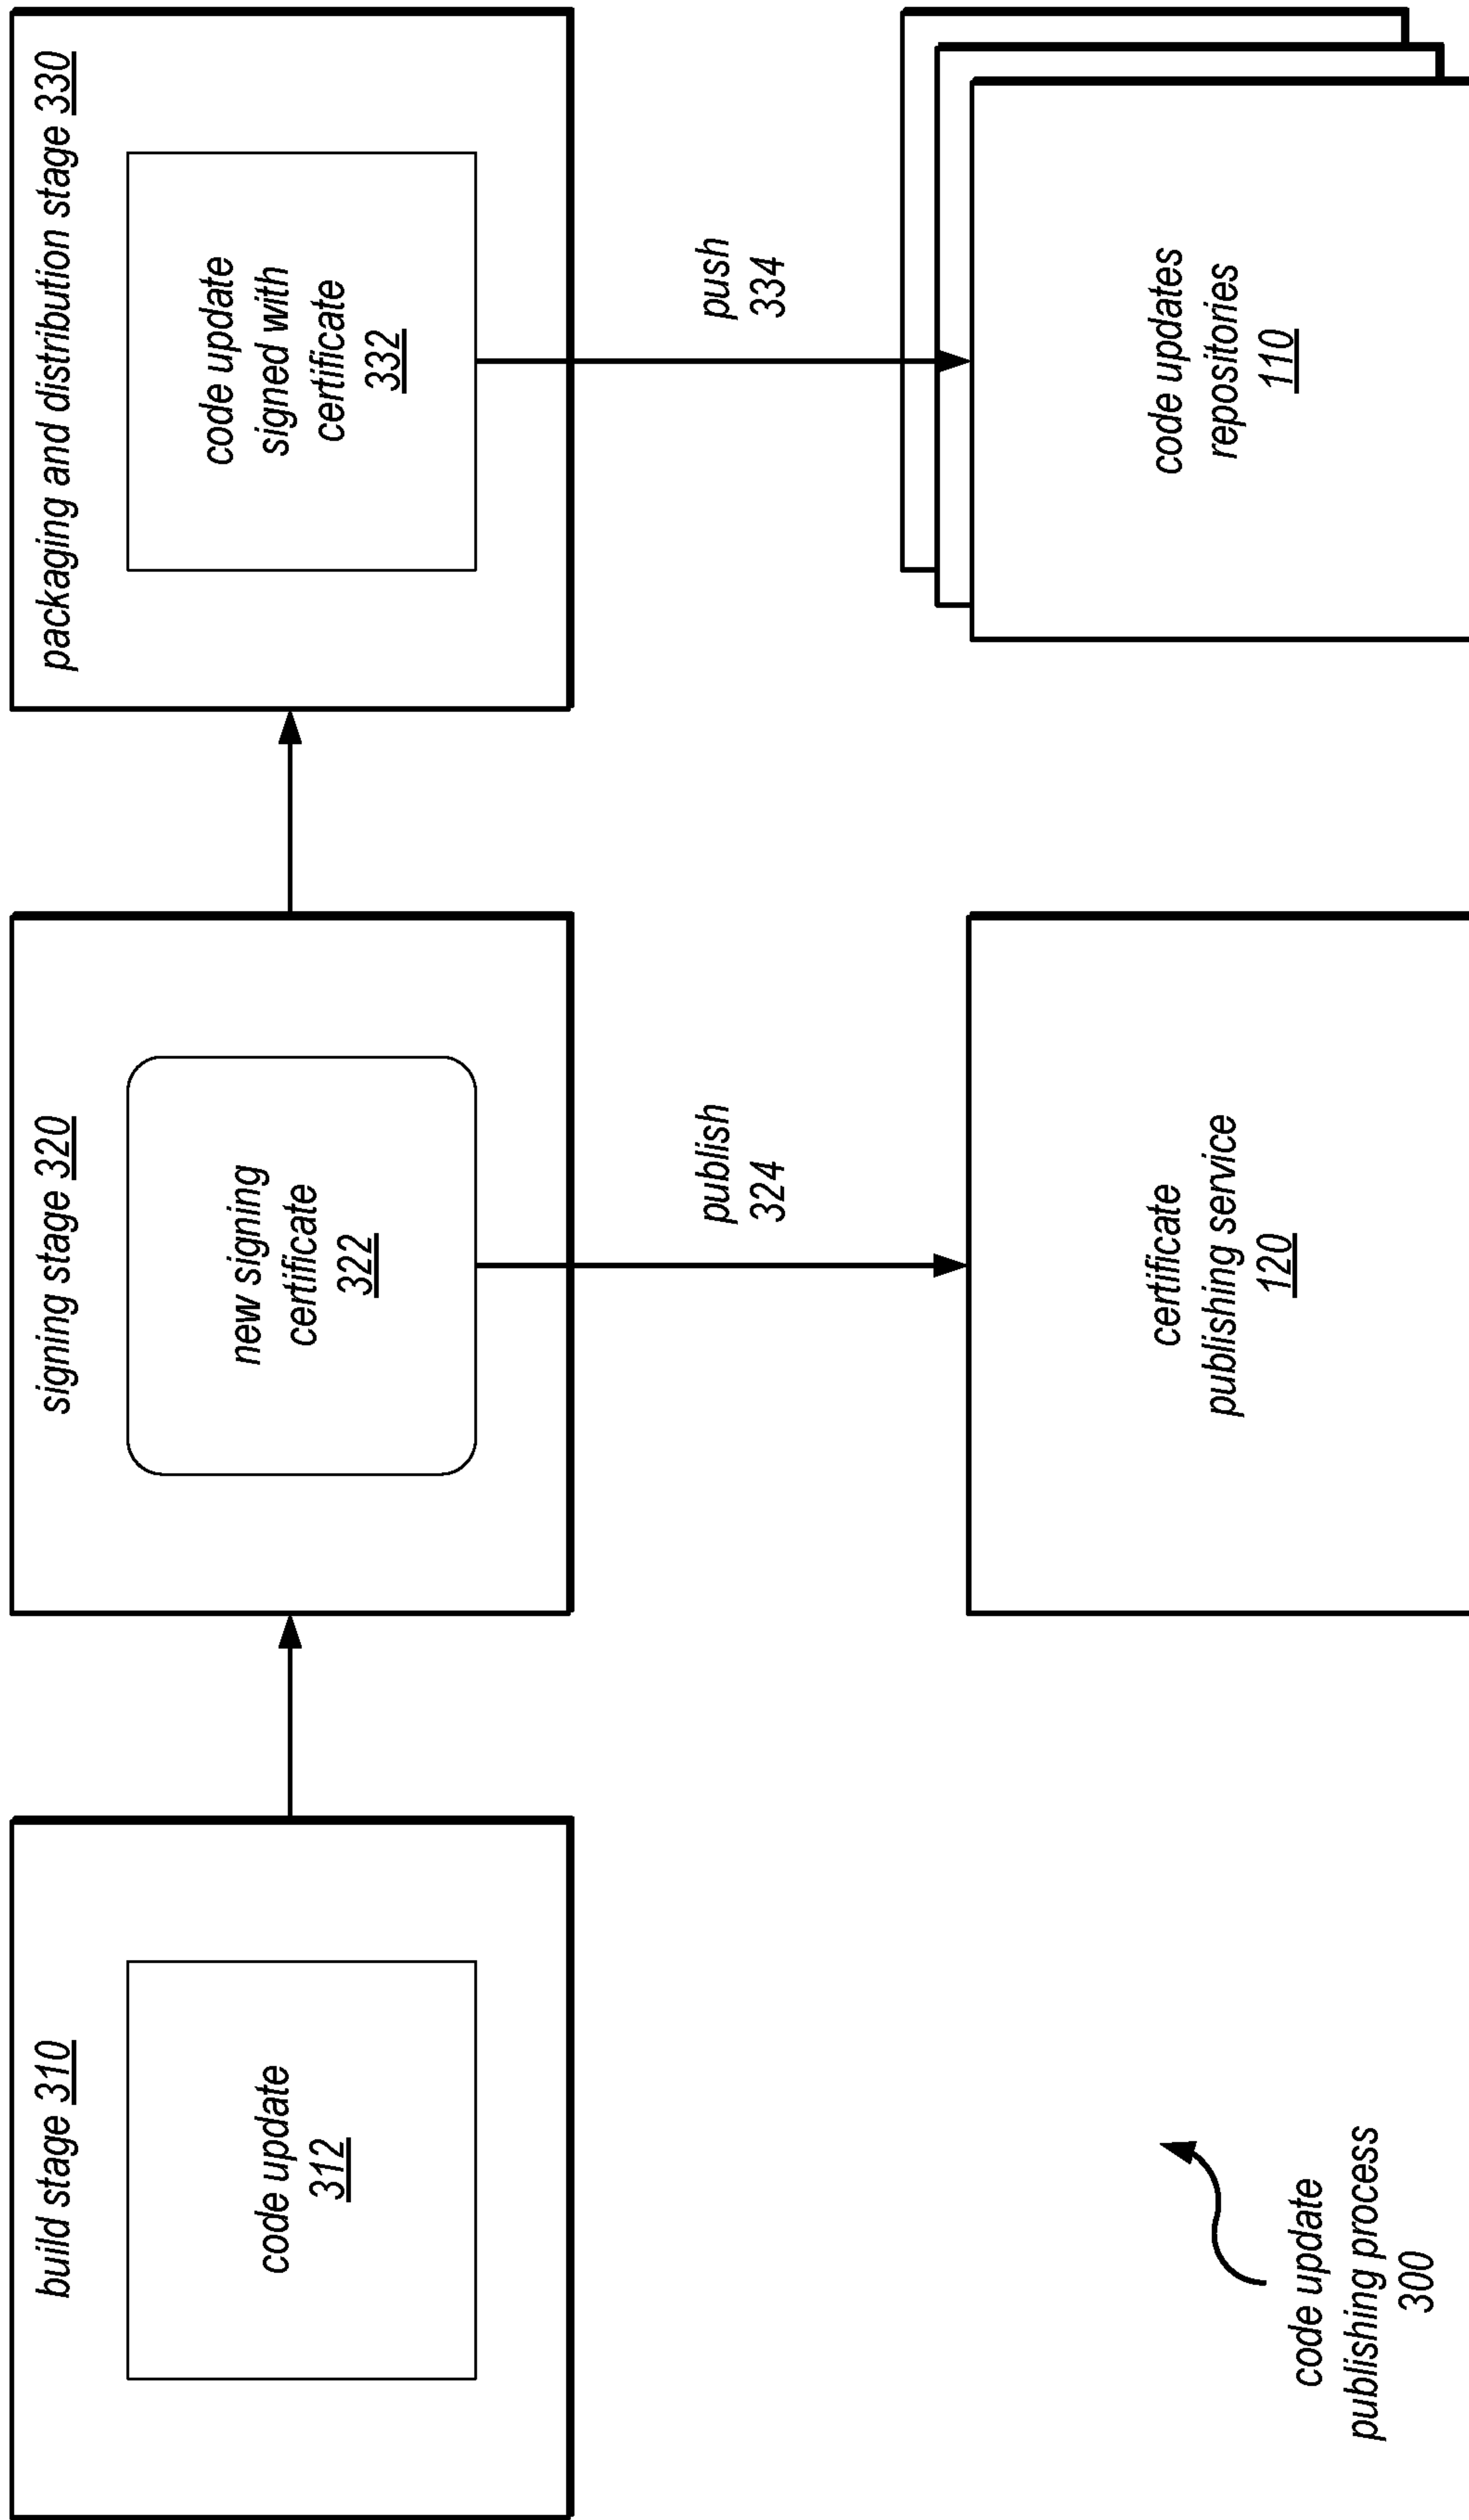 build stage 310
code update
312
signing stage 320
new signing
certificate
322
packaging and distribution stage 330
code update
signed with
certificate
332
publish
324
push
334
certificate
publishing service
120
code updates
repositories
110
code update
publishing process
300